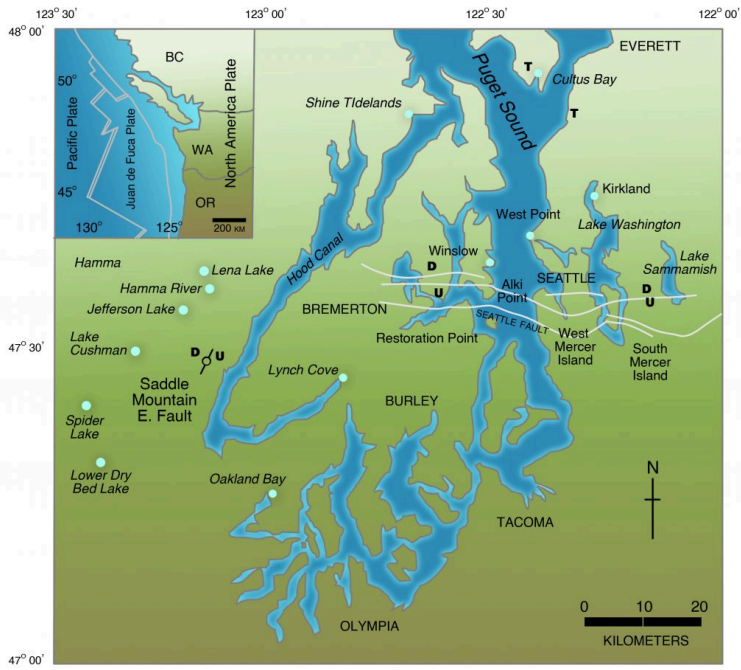 123° 30'
123° 00'
122° 30'
122° 00'
48° 00'
EVERETT
BC
50°
T
Cultus Bay
Puget Sound
Shine TIdelands
T
Pacific Plate
Juan de Fuca Plate
North America Plate
WA
45°
OR
130°
125°
200 KM
Kirkland
West Point
Lake Washington
Hood Canal
Winslow
Hamma
Lena Lake
D
SEATTLE
Lake
Sammamish
Hamma River
Alki
Point
D
U
U
Jefferson Lake
BREMERTON
SEATTLE FAULT
Restoration Point
West
Mercer
Island
South
Mercer
Island
47° 30'
Lake
Cushman
D
U
Saddle
Mountain
E. Fault
Lynch Cove
BURLEY
Spider
Lake
Lower Dry
Bed Lake
Oakland Bay
N
TACOMA
0
10
20
KILOMETERS
OLYMPIA
47° 00'